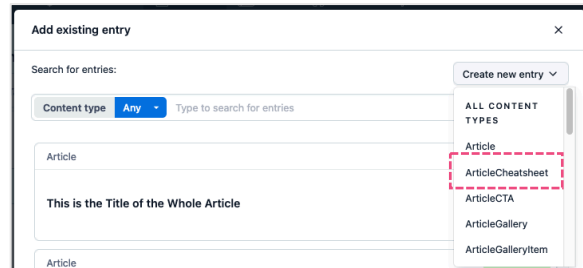 Add existing entry
Search for entries:
Create new entry
Content type Any Type to search for entries
ALL CONTENT
TYPES
Article
ArticleCheatsheet
ArticleCTA
ArticleGallery
ArticleGalleryItem
Article
This is the Title of the Whole Article
Article